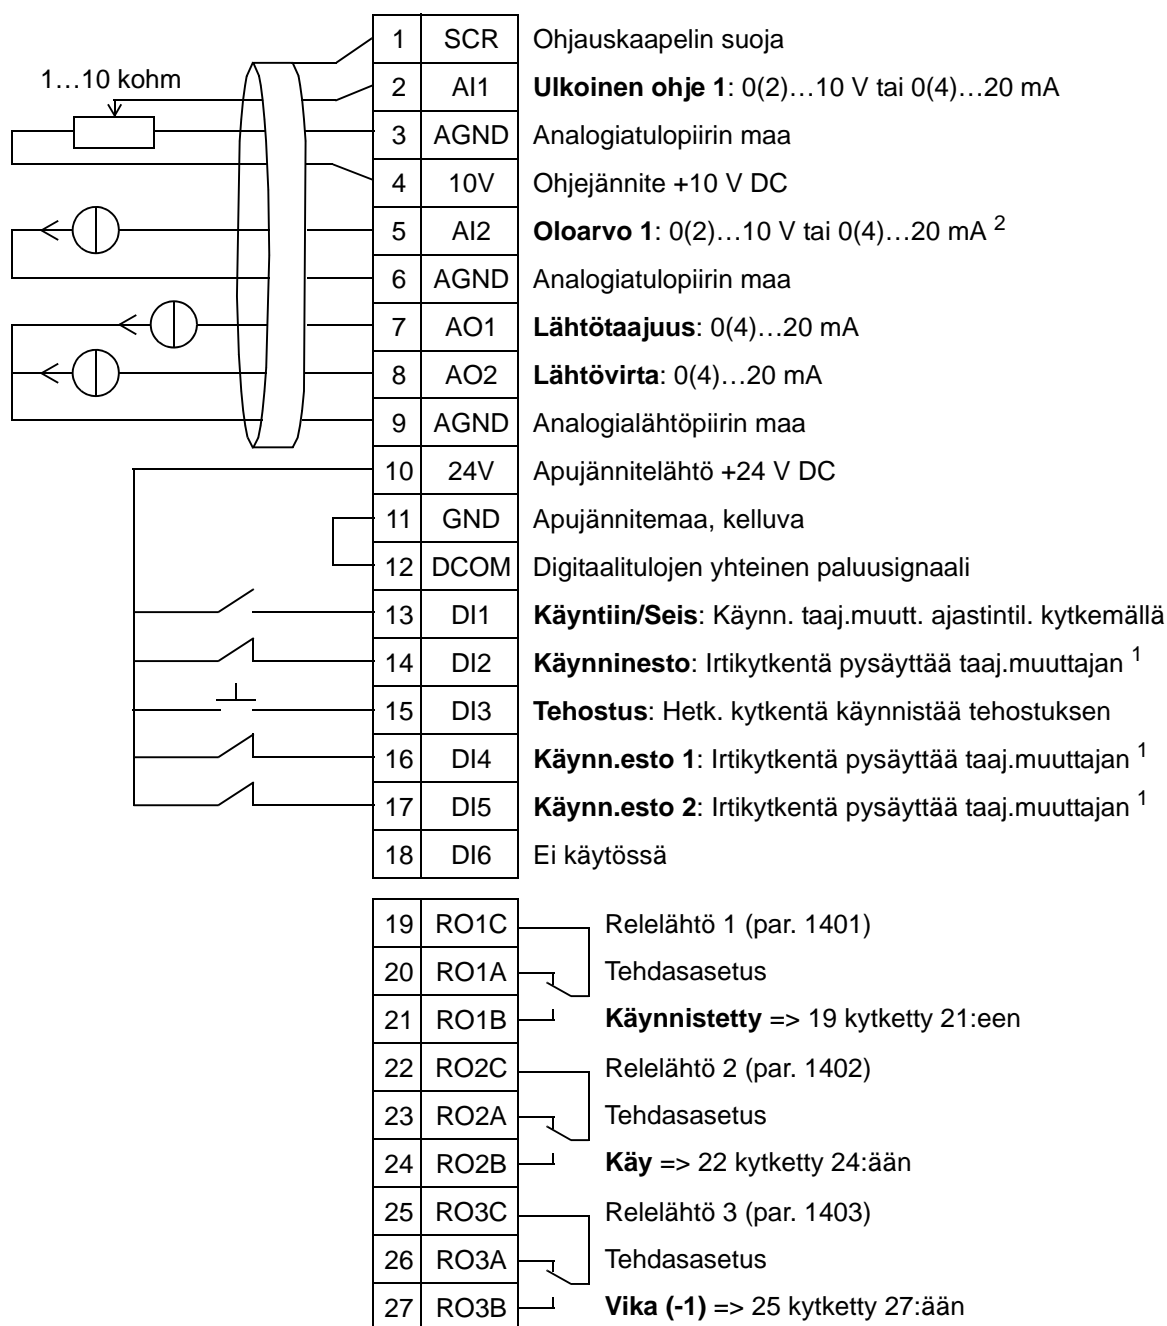 1 SCR Ohjauskaapelin suoja
1…10 kohm
2 AI1 Ulkoinen ohje 1: 0(2)…10 V tai 0(4)…20 mA
3 AGND Analogiatulopiirin maa
4 10V Ohjejännite +10 V DC
5 AI2 Oloarvo 1: 0(2)…10 V tai 0(4)…20 mA 2
6 AGND Analogiatulopiirin maa
7 AO1 Lähtötaajuus: 0(4)…20 mA
8 AO2 Lähtövirta: 0(4)…20 mA
9 AGND Analogialähtöpiirin maa
10 24V Apujännitelähtö +24 V DC
11 GND Apujännitemaa, kelluva
12 DCOM Digitaalitulojen yhteinen paluusignaali
13 DI1 Käyntiin/Seis: Käynn. taaj.muutt. ajastintil. kytkemällä
14 DI2 Käynninesto: Irtikytkentä pysäyttää taaj.muuttajan 1
15 DI3 Tehostus: Hetk. kytkentä käynnistää tehostuksen
16 DI4 Käynn.esto 1: Irtikytkentä pysäyttää taaj.muuttajan 1
17 DI5 Käynn.esto 2: Irtikytkentä pysäyttää taaj.muuttajan 1
18 DI6 Ei käytössä
19 RO1C Relelähtö 1 (par. 1401)
20 RO1A Tehdasasetus
21 RO1B Käynnistetty => 19 kytketty 21:een
22 RO2C Relelähtö 2 (par. 1402)
23 RO2A Tehdasasetus
24 RO2B Käy => 22 kytketty 24:ään
25 RO3C Relelähtö 3 (par. 1403)
26 RO3A Tehdasasetus
27 RO3B Vika (-1) => 25 kytketty 27:ään